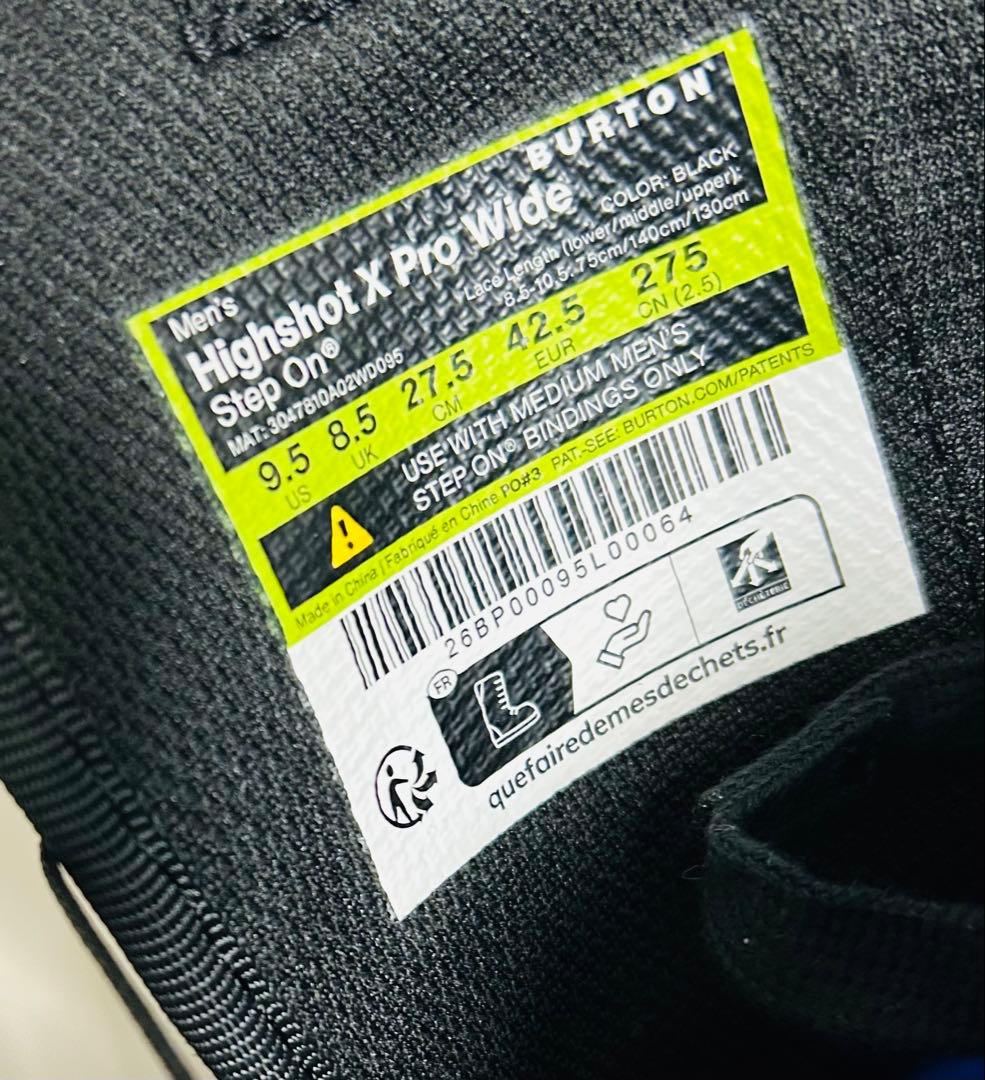 BURTON
Men's
Highshot X Pro Wide
Step On®
MAT: 3047810A02WD095
COLOR: BLACK
Lace Length (lower/middle/upper):
8.5-10.5: 75cm/140cm/130cm
9.5 8.5 27.5 42.5 275
US UK CM EUR CN (2.5)
USE WITH MEDIUM MEN'S
STEP ON® BINDINGS ONLY
Made in China / Fabriqué en Chine PO#3 PAT.-SEE: BURTON.COM/PATENTS
26BP00095L00064
FR
DÉCHÈTERIE
quefairedemesdechets.fr